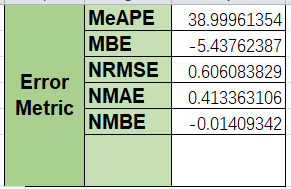 Error Metric
MeAPE 38.99961354
MBE -5.43762387
NRMSE 0.606083829
NMAE 0.413363106
NMBE -0.01409342